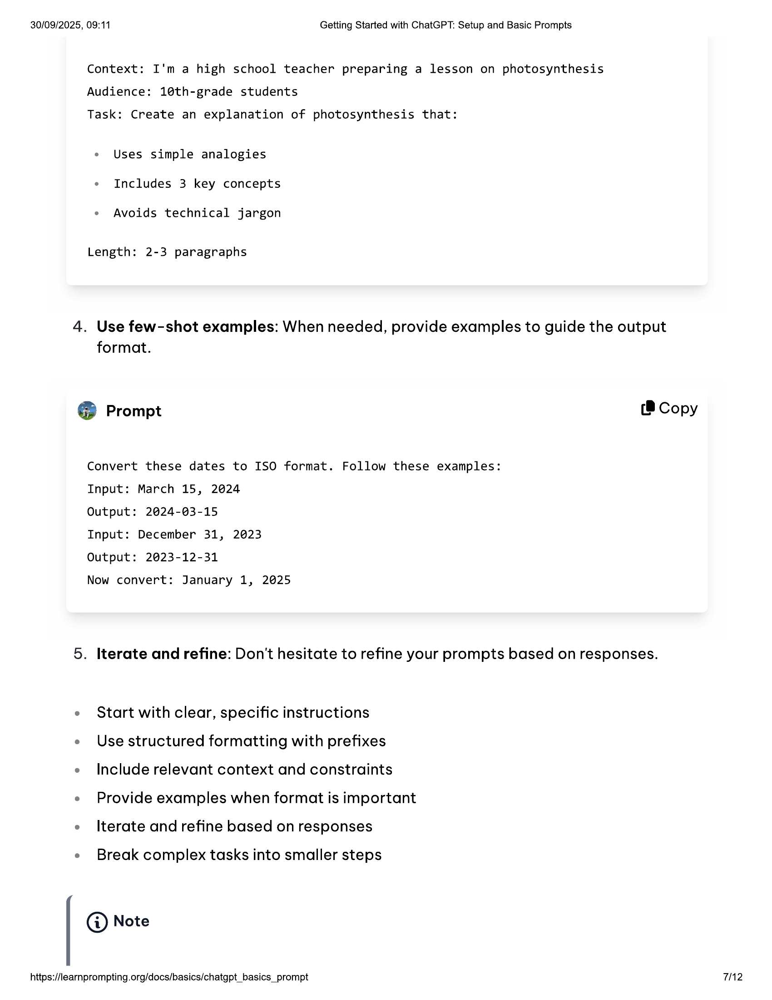 30/09/2025, 09:11
Getting Started with ChatGPT: Setup and Basic Prompts
Context: I'm a high school teacher preparing a lesson on photosynthesis
Audience: 10th-grade students
Task: Create an explanation of photosynthesis that:
• Uses simple analogies
• Includes 3 key concepts
• Avoids technical jargon
Length: 2-3 paragraphs
4. Use few-shot examples: When needed, provide examples to guide the output
format.
Prompt
Copy
Convert these dates to ISO format. Follow these examples:
Input: March 15, 2024
Output: 2024-03-15
Input: December 31, 2023
Output: 2023-12-31
Now convert: January 1, 2025
5. Iterate and refine: Don't hesitate to refine your prompts based on responses.
• Start with clear, specific instructions
• Use structured formatting with prefixes
• Include relevant context and constraints
• Provide examples when format is important
• Iterate and refine based on responses
• Break complex tasks into smaller steps
Note
https://learnprompting.org/docs/basics/chatgpt_basics_prompt
7/12